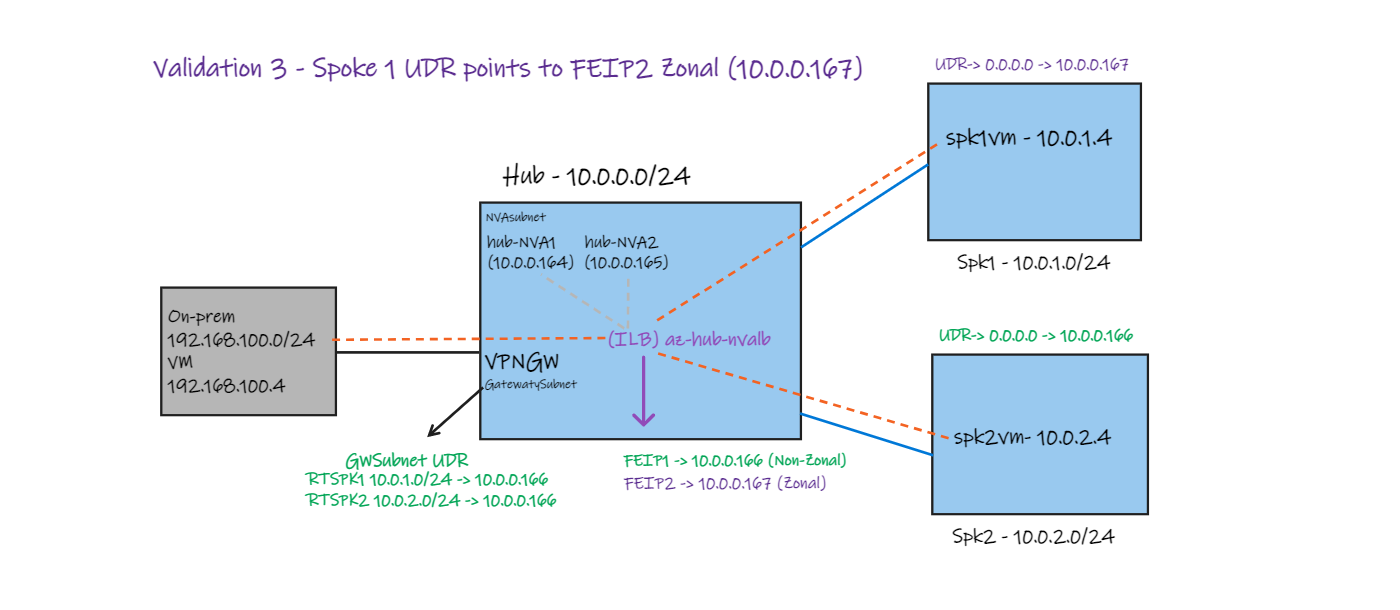 Validation 3 - Spoke 1 UDR points to FEIP2 Zonal (10.0.0.167)
UDR-> 0.0.0.0 -> 10.0.0.167
spk1vm - 10.0.1.4
Spk1 - 10.0.1.0/24
Hub - 10.0.0.0/24
NVAsubnet
hub-NVA1
(10.0.0.164)
hub-NVA2
(10.0.0.165)
On-prem
192.168.100.0/24
VM
192.168.100.4
(ILB) az-hub-nvalb
VPNGW
GatewatySubnet
UDR-> 0.0.0.0 -> 10.0.0.166
spk2vm- 10.0.2.4
Spk2 - 10.0.2.0/24
GWSubnet UDR
RTSPK1 10.0.1.0/24 -> 10.0.0.166
RTSPK2 10.0.2.0/24 -> 10.0.0.166
FEIP1 -> 10.0.0.166 (Non-Zonal)
FEIP2 -> 10.0.0.167 (Zonal)